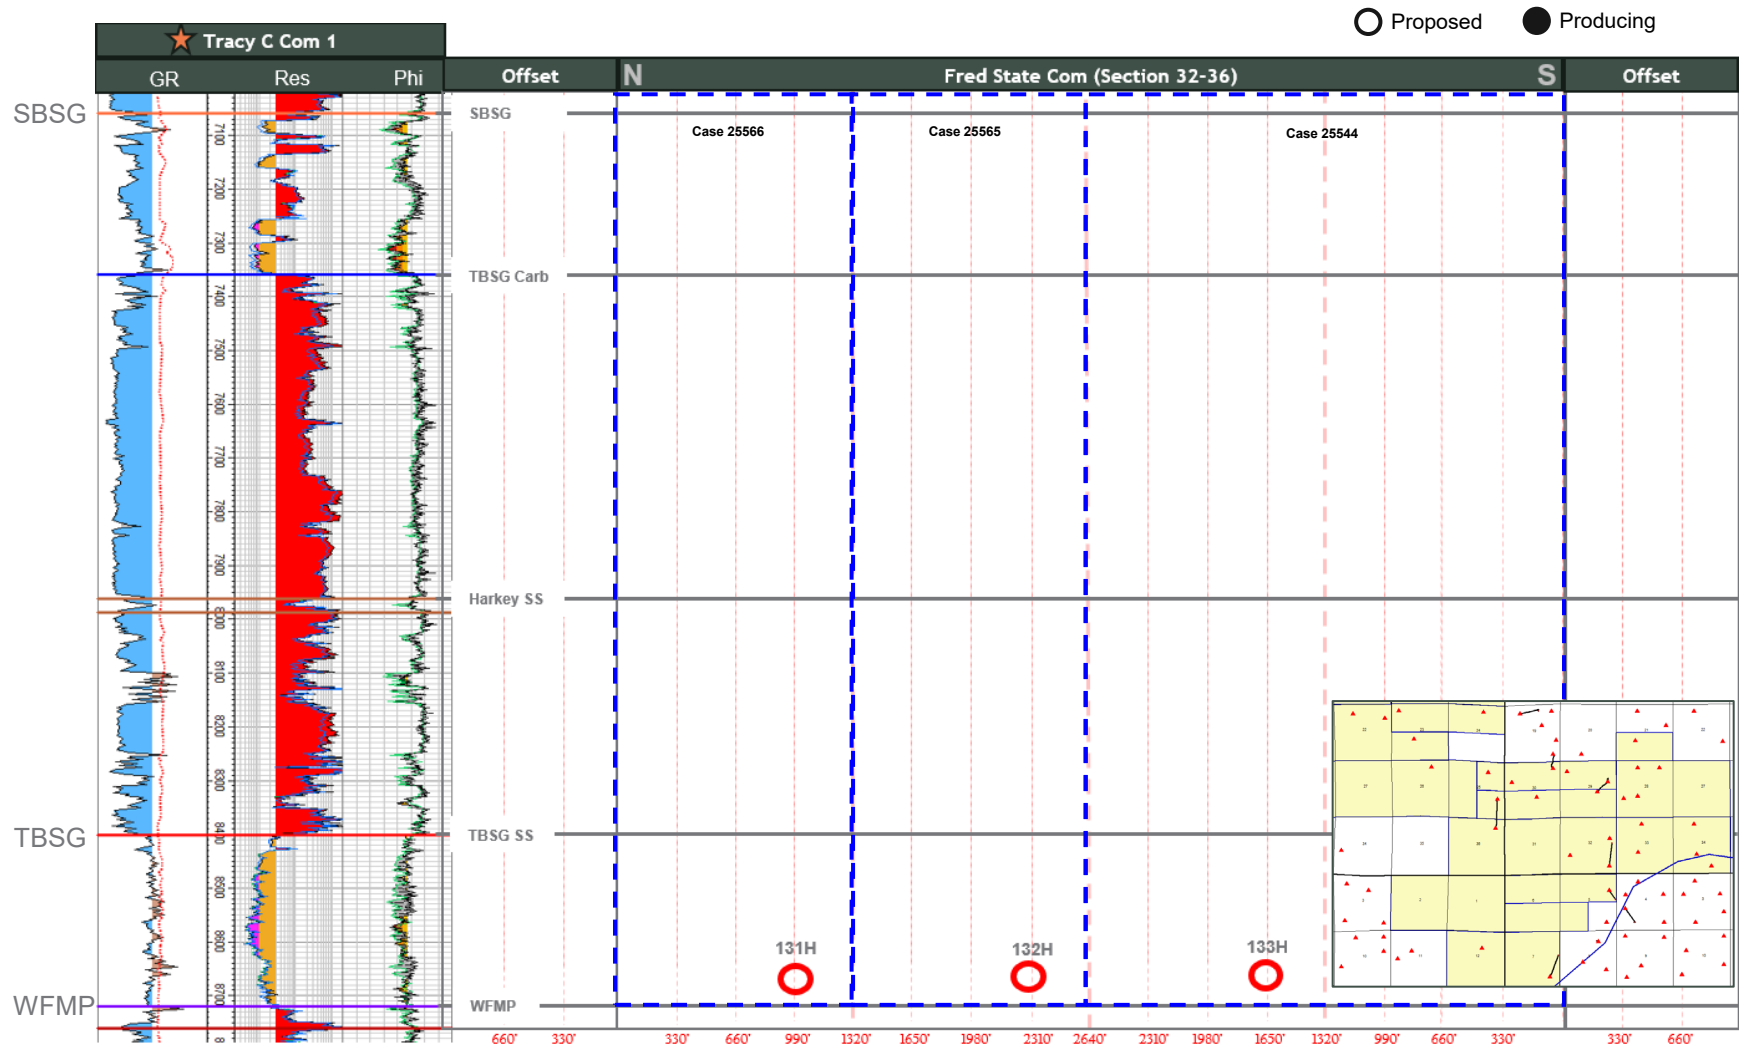 Proposed Producing
Tracy C Com 1
GR Res Phi Offset N Fred State Com (Section 32-36) S Offset
SBSG SBSG
Case 25566 Case 25565 Case 25544
7100
7200
7300
TBSG Carb
7400
7500
7600
7700
7800
7900
Harkey SS
8000
8100
8200
8300
TBSG TBSG SS
8400
8500
8600
131H 132H 133H
8700
WFMP WFMP
660' 330' 330' 660' 990' 1320' 1650' 1980' 2310' 2640' 2310' 1980' 1650' 1320' 990' 660' 330' 330' 660'